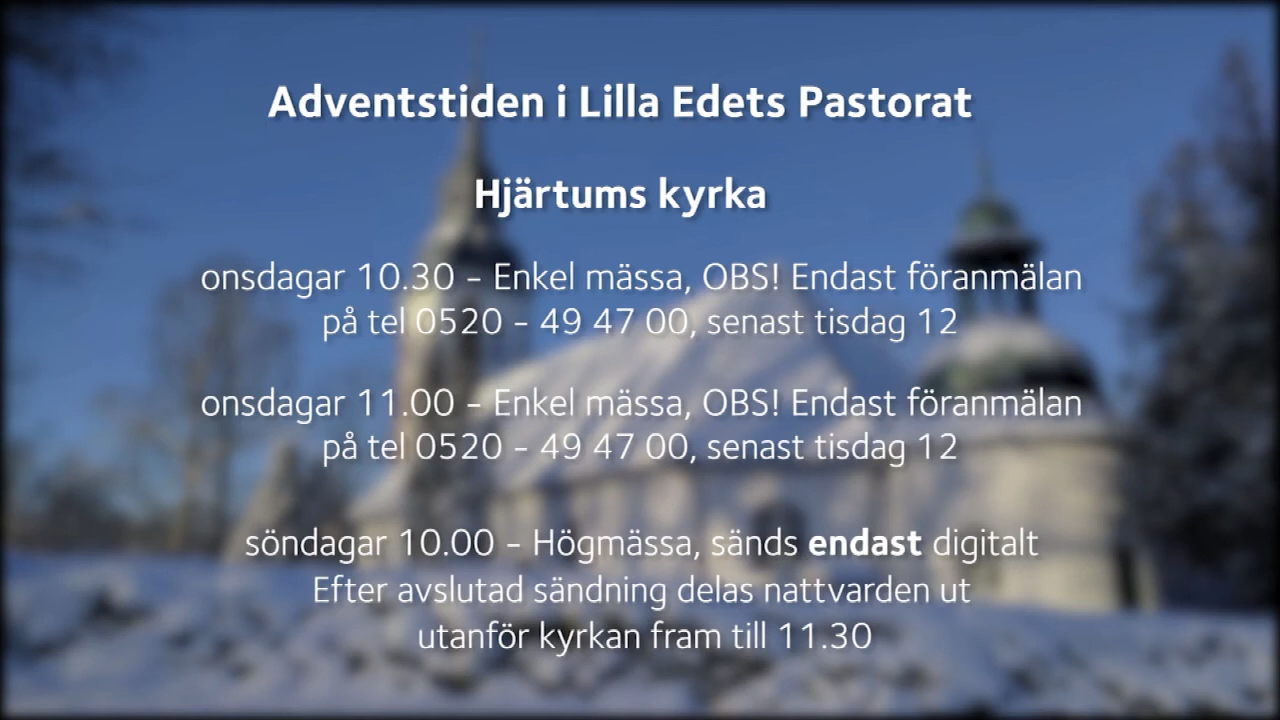 Adventstiden i Lilla Edets Pastorat
Hjärtums kyrka
onsdagar 10.30 – Enkel mässa, OBS! Endast föranmälan
på tel 0520 – 49 47 00, senast tisdag 12
onsdagar 11.00 – Enkel mässa, OBS! Endast föranmälan
på tel 0520 – 49 47 00, senast tisdag 12
söndagar 10.00 – Högmässa, sänds endast digitalt
Efter avslutad sändning delas nattvarden ut
utanför kyrkan fram till 11.30